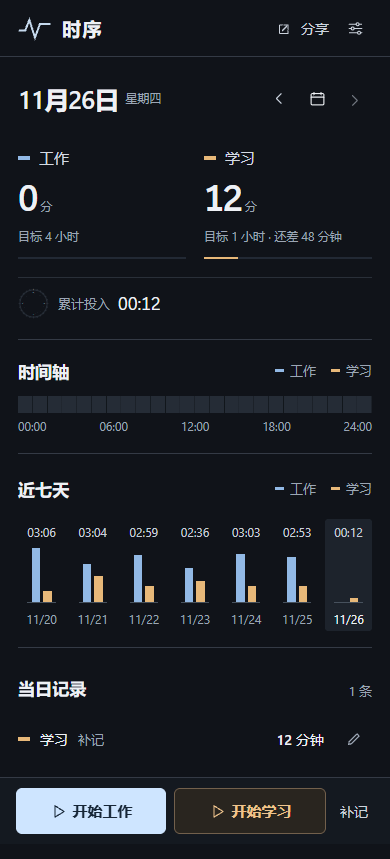 时序
分享
11月26日 星期四
工作 学习
0分 12分
目标 4 小时 目标 1 小时 · 还差 48 分钟
累计投入 00:12
时间轴 工作 学习
00:00 06:00 12:00 18:00 24:00
近七天 工作 学习
03:06 03:04 02:59 02:36 03:03 02:53 00:12
11/20 11/21 11/22 11/23 11/24 11/25 11/26
当日记录 1 条
学习 补记 12 分钟
开始工作 开始学习 补记